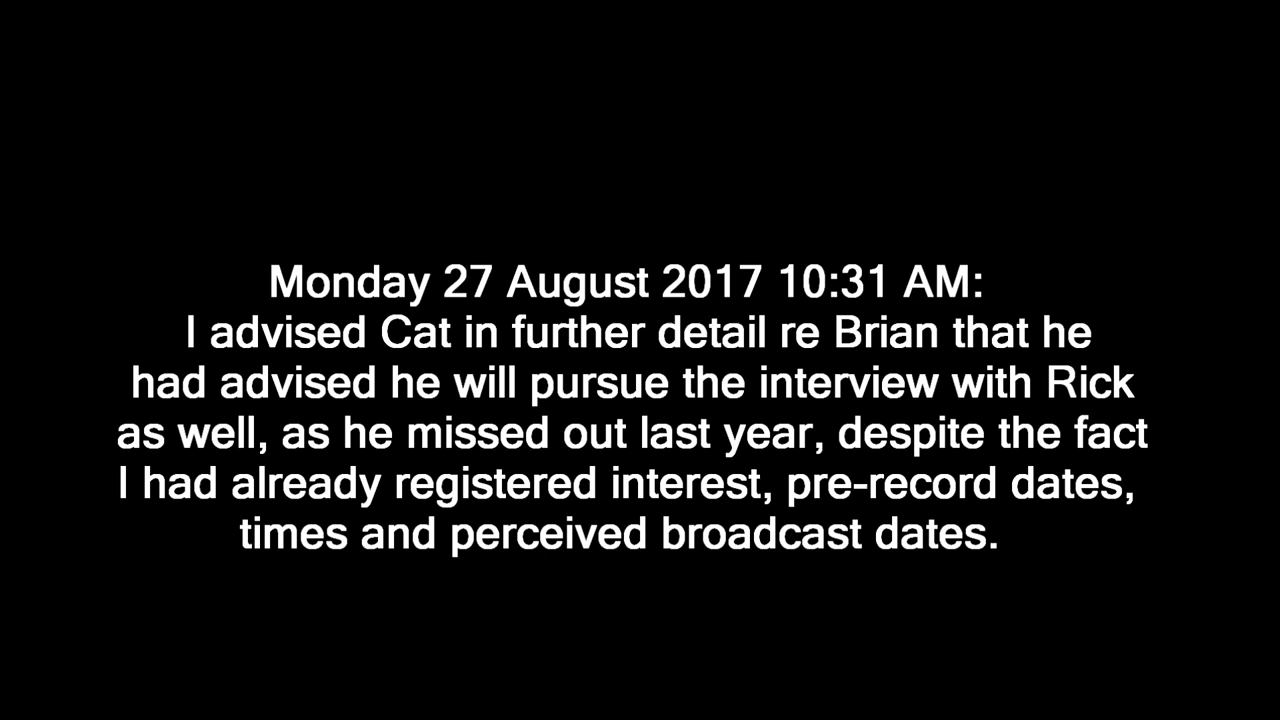 Monday 27 August 2017 10:31 AM:
I advised Cat in further detail re Brian that he
had advised he will pursue the interview with Rick
as well, as he missed out last year, despite the fact
I had already registered interest, pre-record dates,
times and perceived broadcast dates.